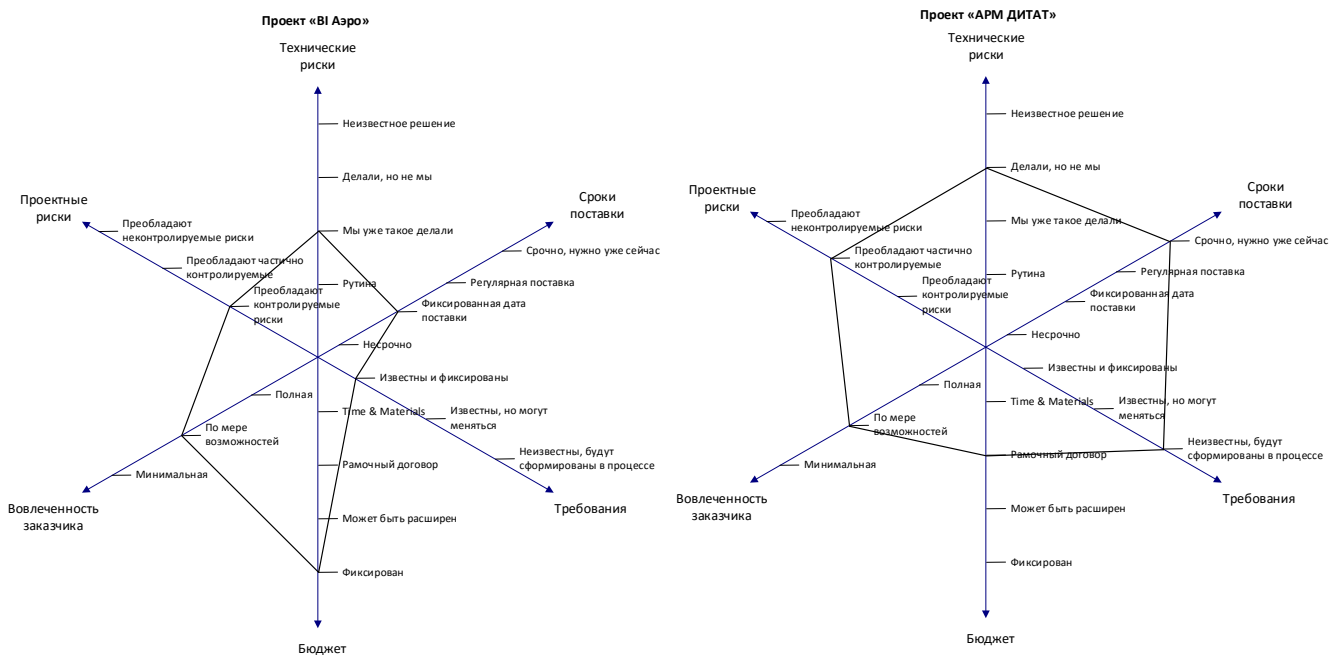 Проект «BI Аэро»
Технические
риски
Неизвестное решение
Делали, но не мы
Проектные
риски
Сроки
поставки
Преобладают
неконтролируемые риски
Мы уже такое делали
Срочно, нужно уже сейчас
Преобладают частично
контролируемые
Рутина
Регулярная поставка
Преобладают
контролируемые
риски
Фиксированная дата
поставки
Несрочно
Известны и фиксированы
Полная
Time & Materials
Известны, но могут
меняться
По мере
возможностей
Неизвестны, будут
сформированы в процессе
Рамочный договор
Минимальная
Вовлеченность
заказчика
Требования
Может быть расширен
Фиксирован
Бюджет
Проект «АРМ ДИТАТ»
Технические
риски
Неизвестное решение
Делали, но не мы
Проектные
риски
Сроки
поставки
Преобладают
неконтролируемые риски
Мы уже такое делали
Срочно, нужно уже сейчас
Преобладают частично
контролируемые
Рутина
Регулярная поставка
Преобладают
контролируемые
риски
Фиксированная дата
поставки
Несрочно
Известны и фиксированы
Полная
Time & Materials
Известны, но могут
меняться
По мере
возможностей
Неизвестны, будут
сформированы в процессе
Рамочный договор
Минимальная
Вовлеченность
заказчика
Требования
Может быть расширен
Фиксирован
Бюджет